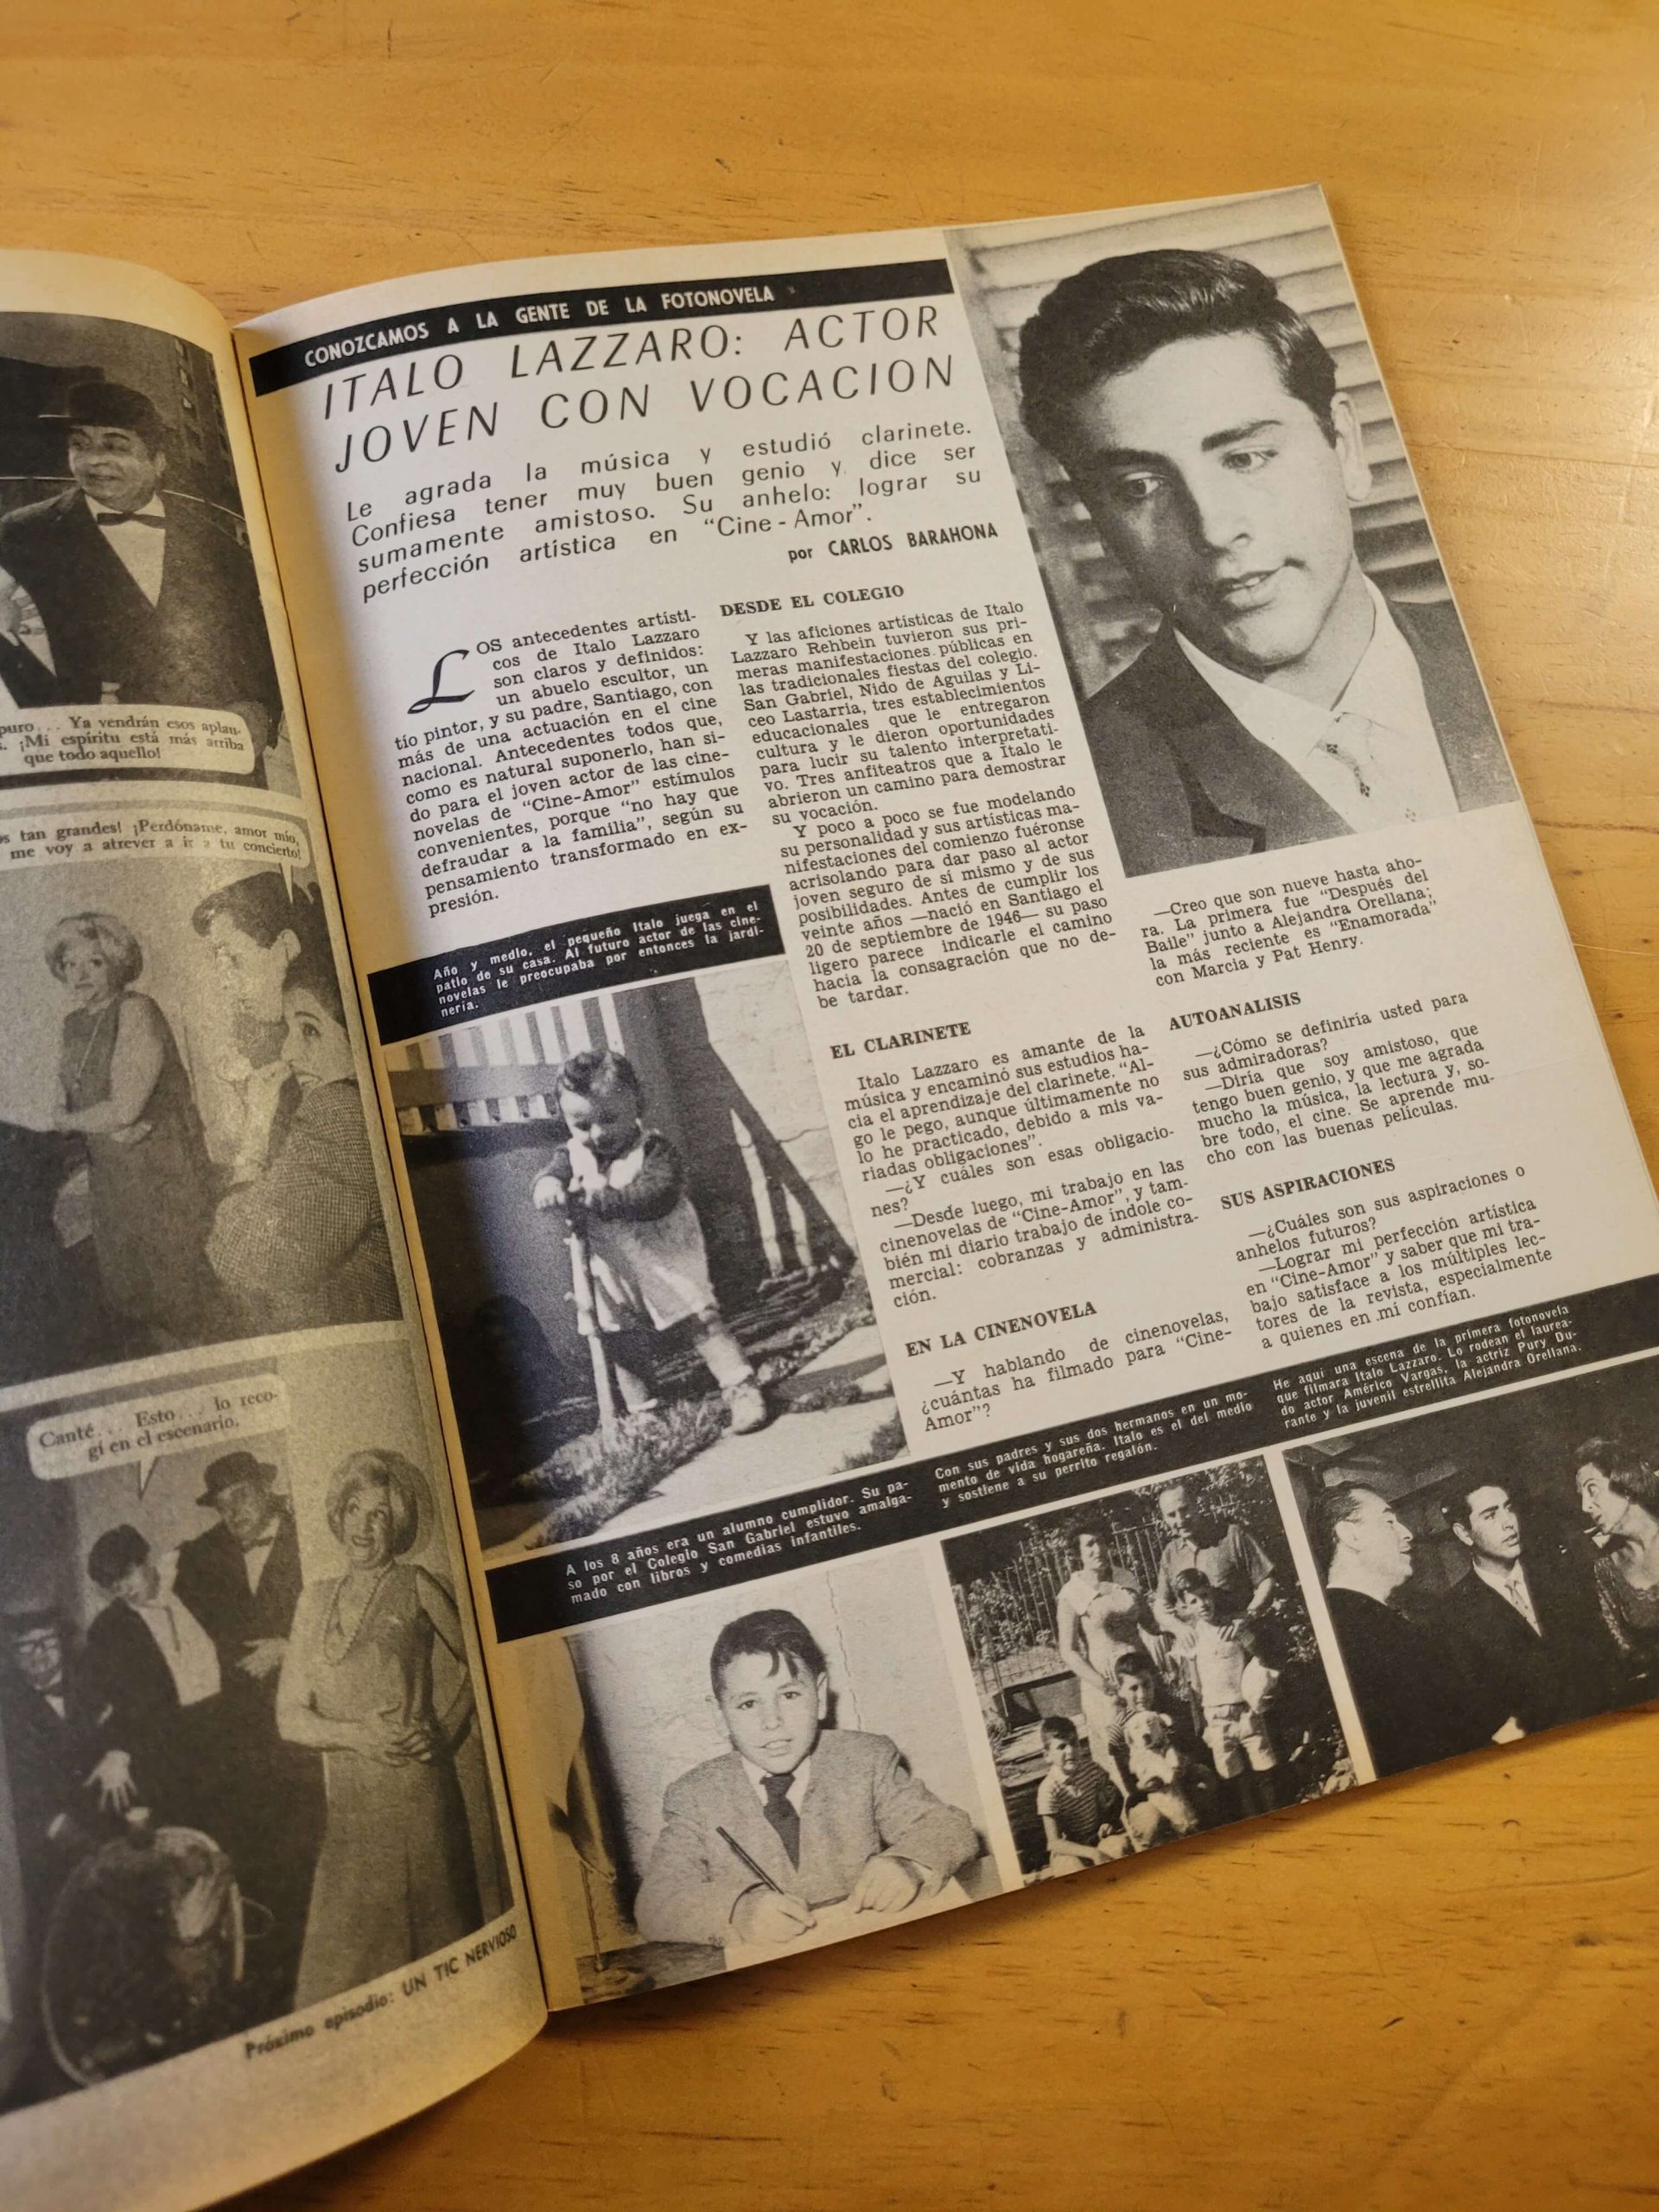 puro... Ya vendrán esos aplau-
¡Mi espíritu está más arriba
que todo aquello!
tan grandes! ¡Perdóname, amor mío,
me voy a atrever a ir a tu concierto!
Canté... Esto... lo reco-
gí en el escenario.
Próximo episodio: UN TIC NERVIOSO
CONOZCAMOS A LA GENTE DE LA FOTONOVELA
ITALO LAZZARO: ACTOR
JOVEN CON VOCACION
Le agrada la música y estudió clarinete.
Confiesa tener muy buen genio y dice ser
sumamente amistoso. Su anhelo: lograr su
perfección artística en "Cine-Amor".
por CARLOS BARAHONA
LOS antecedentes artísti-
cos de Italo Lazzaro
son claros y definidos:
un abuelo escultor, un
tío pintor, y su padre, Santiago, con
más de una actuación en el cine
nacional. Antecedentes todos que,
como es natural suponerlo, han si-
do para el joven actor de las cine-
novelas de "Cine-Amor" estímulos
convenientes, porque "no hay que
defraudar a la familia", según su
pensamiento transformado en ex-
presión.
Año y medio, el pequeño Italo juega en el
patio de su casa. Al futuro actor de las cine-
novelas le preocupaba por entonces la jardi-
nería.
DESDE EL COLEGIO
Y las aficiones artísticas de Italo
Lazzaro Rehbein tuvieron sus pri-
meras manifestaciones públicas en
las tradicionales fiestas del colegio.
San Gabriel, Nido de Aguilas y Li-
ceo Lastarria, tres establecimientos
educacionales que le entregaron
cultura y le dieron oportunidades
para lucir su talento interpretati-
vo. Tres anfiteatros que a Italo le
abrieron un camino para demostrar
su vocación.
Y poco a poco se fue modelando
su personalidad y sus artísticas ma-
nifestaciones del comienzo fuéronse
acrisolando para dar paso al actor
joven seguro de sí mismo y de sus
posibilidades. Antes de cumplir los
veinte años —nació en Santiago el
20 de septiembre de 1946— su paso
ligero parece indicarle el camino
hacia la consagración que no de-
be tardar.
EL CLARINETE
Italo Lazzaro es amante de la
música y encaminó sus estudios ha-
cia el aprendizaje del clarinete. "Al-
go le pego, aunque últimamente no
lo he practicado, debido a mis va-
riadas obligaciones".
—¿Y cuáles son esas obligacio-
nes?
—Desde luego, mi trabajo en las
cinenovelas de "Cine-Amor", y tam-
bién mi diario trabajo de índole co-
mercial: cobranzas y administra-
ción.
EN LA CINENOVELA
—Y hablando de cinenovelas,
¿cuántas ha filmado para "Cine-
Amor"?
—Creo que son nueve hasta aho-
ra. La primera fue "Después del
Baile" junto a Alejandra Orellana;
la más reciente es "Enamorada",
con Marcia y Pat Henry.
AUTOANALISIS
—¿Cómo se definiría usted para
sus admiradoras?
—Diría que soy amistoso, que
tengo buen genio, y que me agrada
mucho la música, la lectura y, so-
bre todo, el cine. Se aprende mu-
cho con las buenas películas.
SUS ASPIRACIONES
—¿Cuáles son sus aspiraciones o
anhelos futuros?
—Lograr mi perfección artística
en "Cine-Amor" y saber que mi tra-
bajo satisface a los múltiples lec-
tores de la revista, especialmente
a quienes en mí confían.
A los 8 años era un alumno cumplidor. Su pa-
so por el Colegio San Gabriel estuvo amalga-
mado con libros y comedias infantiles.
Con sus padres y sus dos hermanos en un mo-
mento de vida hogareña. Italo es el del medio
y sostiene a su perrito regalón.
He aquí una escena de la primera fotonovela
que filmara Italo Lazzaro. Lo rodean el laurea-
do actor Américo Vargas, la actriz Pury Du-
rante y la juvenil estrellita Alejandra Orellana.